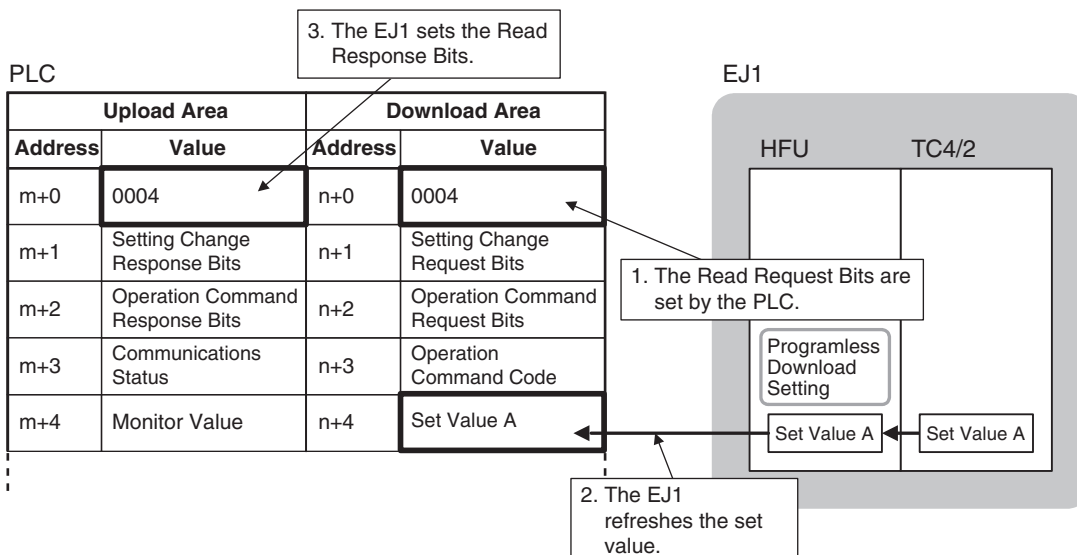 3. The EJ1 sets the Read
Response Bits.
PLC
EJ1
Upload Area Download Area
Address Value Address Value
HFU TC4/2
m+0 0004 n+0 0004
m+1 Setting Change
Response Bits n+1 Setting Change
Request Bits
1. The Read Request Bits are
set by the PLC.
m+2 Operation Command
Response Bits n+2 Operation Command
Request Bits
m+3 Communications
Status n+3 Operation
Command Code
Programless
Download
Setting
m+4 Monitor Value n+4 Set Value A
Set Value A Set Value A
2. The EJ1
refreshes the set
value.